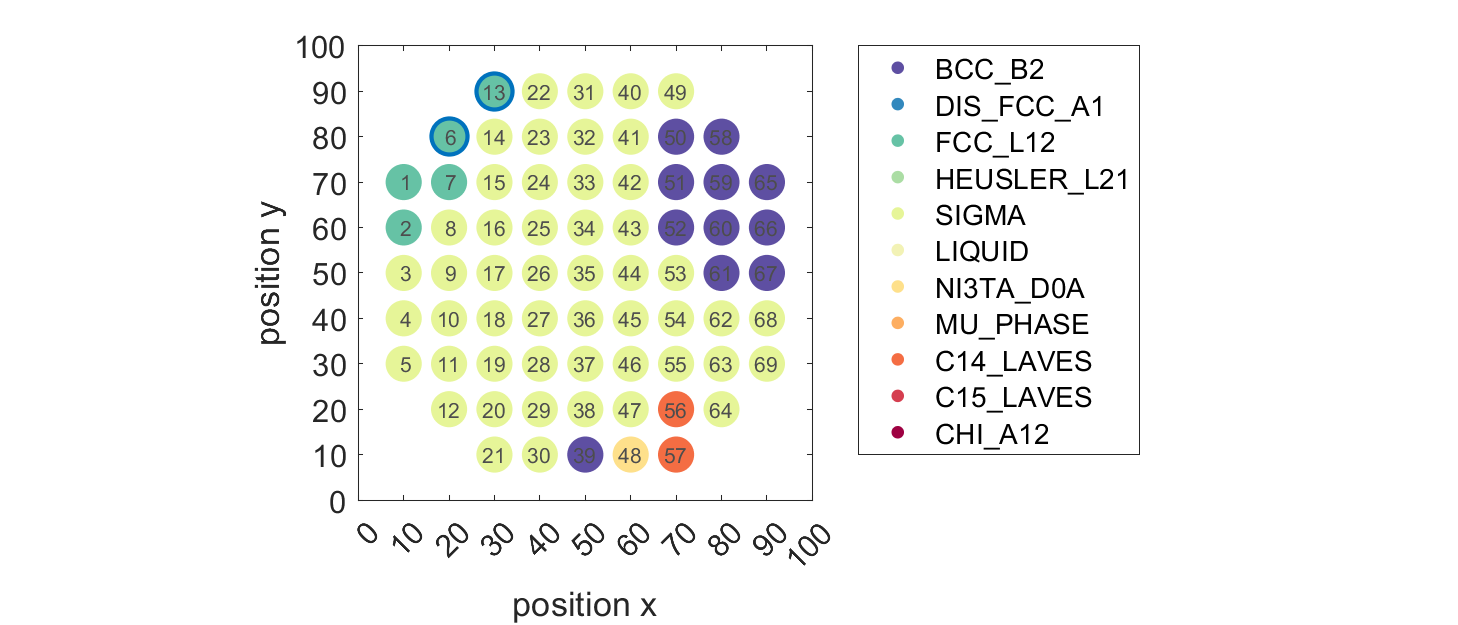 100
90
80
70
60
50
40
30
20
10
0
position y
13 22 31 40 49
6 14 23 32 41 50 58
1 7 15 24 33 42 51 59 65
2 8 16 25 34 43 52 60 66
3 9 17 26 35 44 53 61 67
4 10 18 27 36 45 54 62 68
5 11 19 28 37 46 55 63 69
12 20 29 38 47 56 64
21 30 39 48 57
0 10 20 30 40 50 60 70 80 90 100
position x
BCC_B2
DIS_FCC_A1
FCC_L12
HEUSLER_L21
SIGMA
LIQUID
NI3TA_D0A
MU_PHASE
C14_LAVES
C15_LAVES
CHI_A12